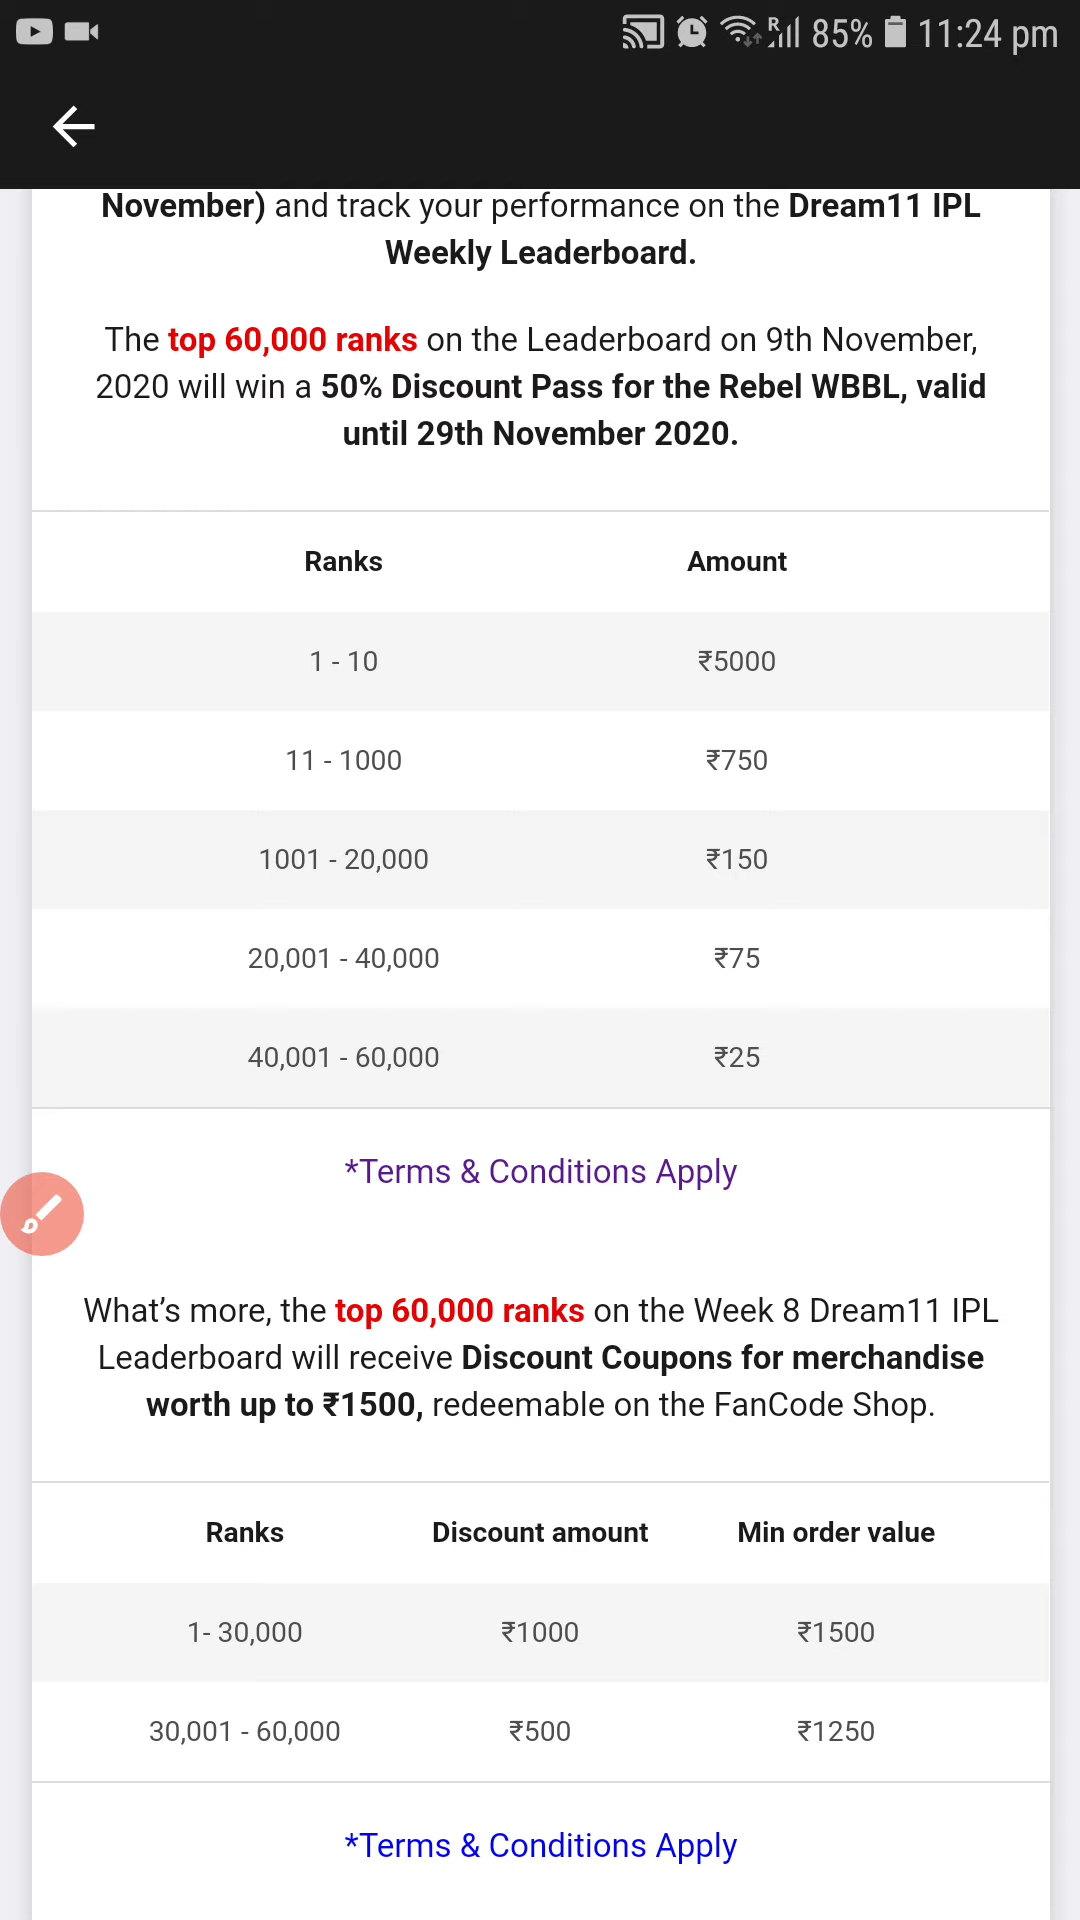 85% 11:24 pm
November) and track your performance on the Dream11 IPL
Weekly Leaderboard.
The top 60,000 ranks on the Leaderboard on 9th November,
2020 will win a 50% Discount Pass for the Rebel WBBL, valid
until 29th November 2020.
Ranks Amount
1 - 10 ₹5000
11 - 1000 ₹750
1001 - 20,000 ₹150
20,001 - 40,000 ₹75
40,001 - 60,000 ₹25
*Terms & Conditions Apply
What’s more, the top 60,000 ranks on the Week 8 Dream11 IPL
Leaderboard will receive Discount Coupons for merchandise
worth up to ₹1500, redeemable on the FanCode Shop.
Ranks Discount amount Min order value
1- 30,000 ₹1000 ₹1500
30,001 - 60,000 ₹500 ₹1250
*Terms & Conditions Apply